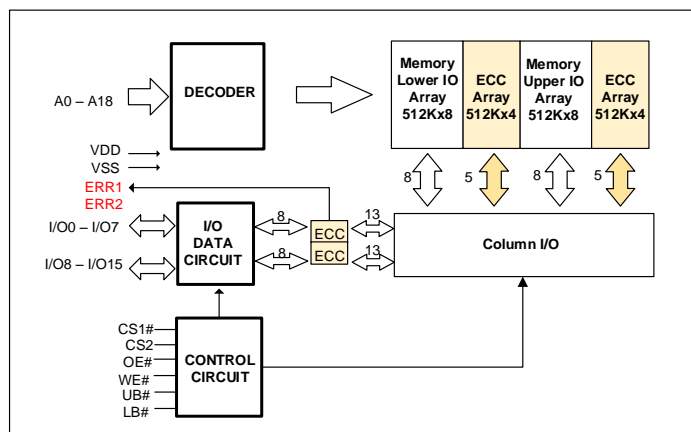 A0 – A18
DECODER
Memory
Lower IO
Array
512Kx8
ECC
Array
512Kx4
Memory
Upper IO
Array
512Kx8
ECC
Array
512Kx4
VDD
VSS
ERR1
ERR2
8
5
8
5
I/O0 – I/O7
I/O8 – I/O15
I/O
DATA
CIRCUIT
8
8
ECC
ECC
13
13
Column I/O
CS1#
CS2
OE#
WE#
UB#
LB#
CONTROL
CIRCUIT